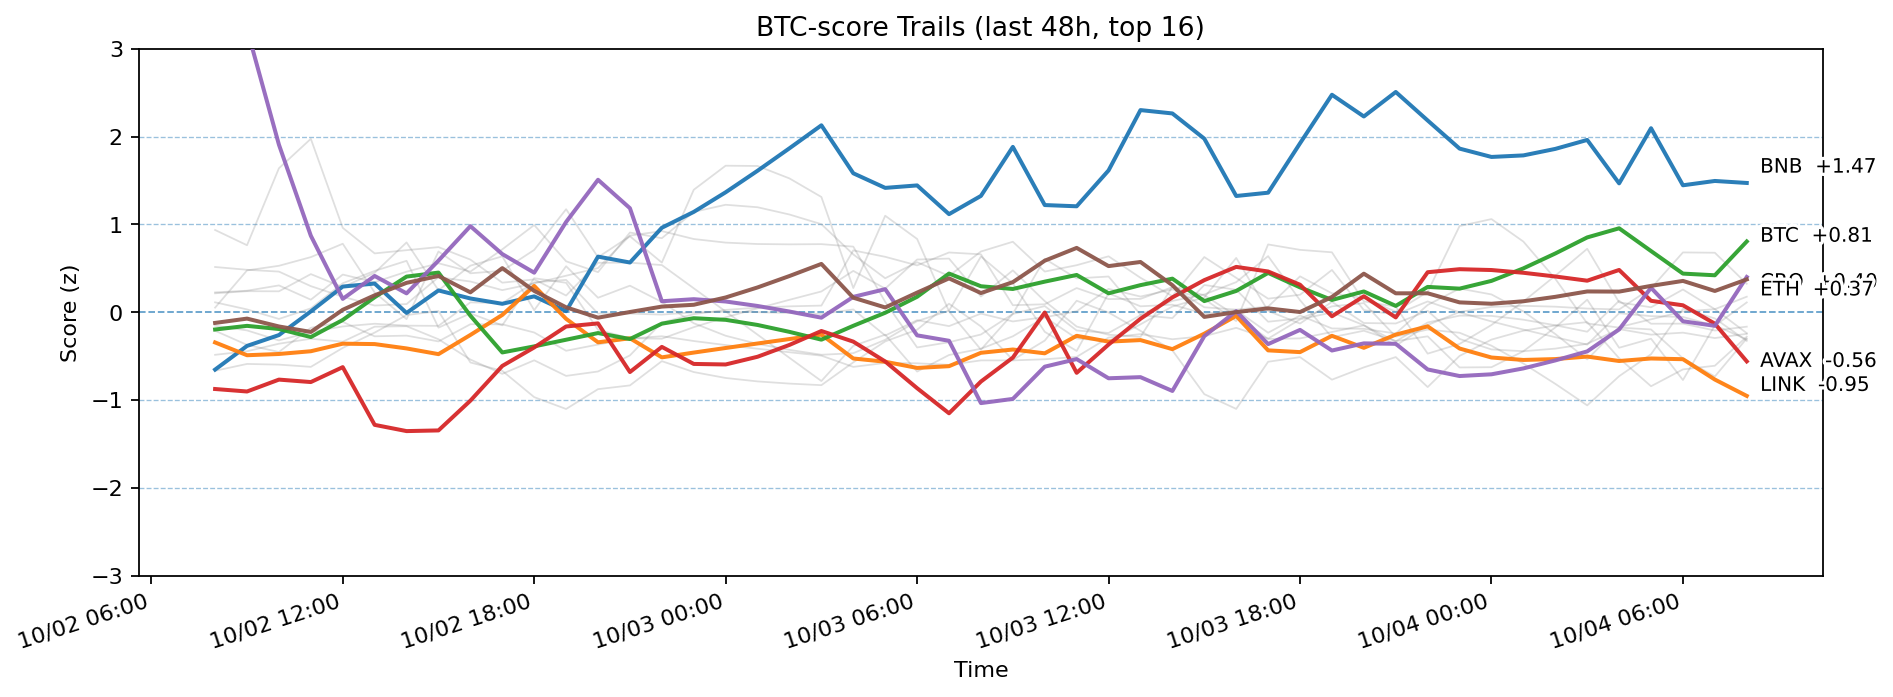 BTC-score Trails (last 48h, top 16)
Score (z)
3
2
1
0
−1
−2
−3
BNB +1.47
BTC +0.81
ETH +0.37
AVAX -0.56
LINK -0.95
10/02 06:00
10/02 12:00
10/02 18:00
10/03 00:00
10/03 06:00
10/03 12:00
10/03 18:00
10/04 00:00
10/04 06:00
Time